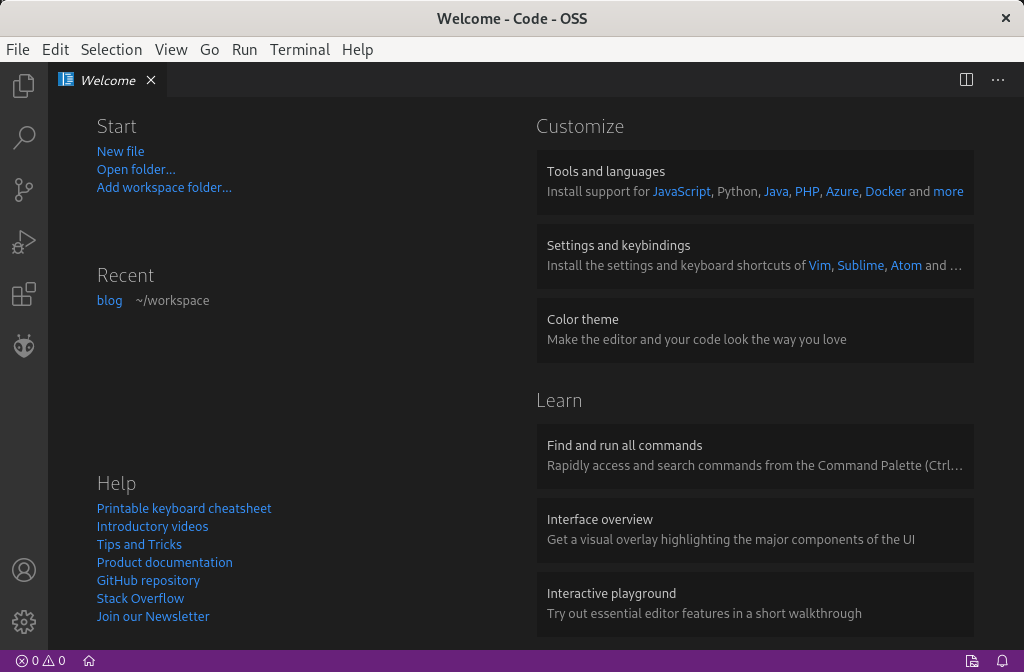 Welcome - Code - OSS
File Edit Selection View Go Run Terminal Help
Welcome
Start
New file
Open folder...
Add workspace folder...
Recent
blog ~/workspace
Help
Printable keyboard cheatsheet
Introductory videos
Tips and Tricks
Product documentation
GitHub repository
Stack Overflow
Join our Newsletter
Customize
Tools and languages
Install support for JavaScript, Python, Java, PHP, Azure, Docker and more
Settings and keybindings
Install the settings and keyboard shortcuts of Vim, Sublime, Atom and …
Color theme
Make the editor and your code look the way you love
Learn
Find and run all commands
Rapidly access and search commands from the Command Palette (Ctrl…
Interface overview
Get a visual overlay highlighting the major components of the UI
Interactive playground
Try out essential editor features in a short walkthrough
0 0